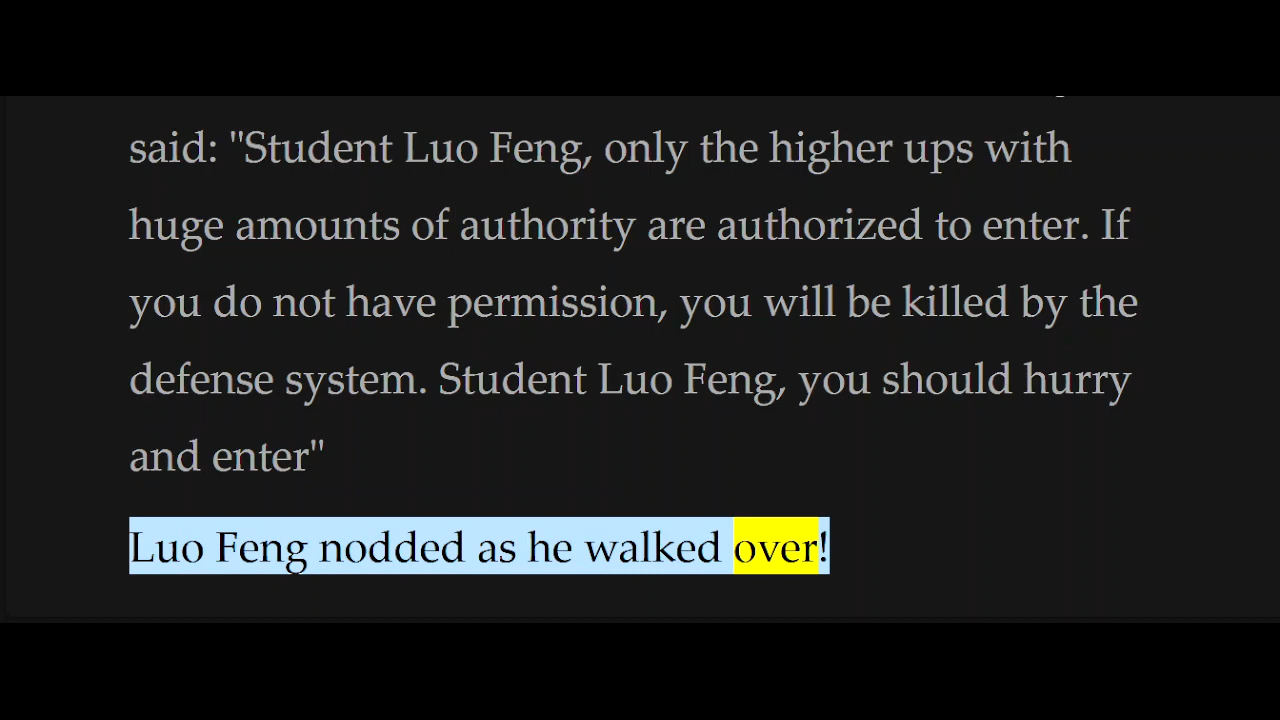 said: "Student Luo Feng, only the higher ups with
huge amounts of authority are authorized to enter. If
you do not have permission, you will be killed by the
defense system. Student Luo Feng, you should hurry
and enter"
Luo Feng nodded as he walked over!